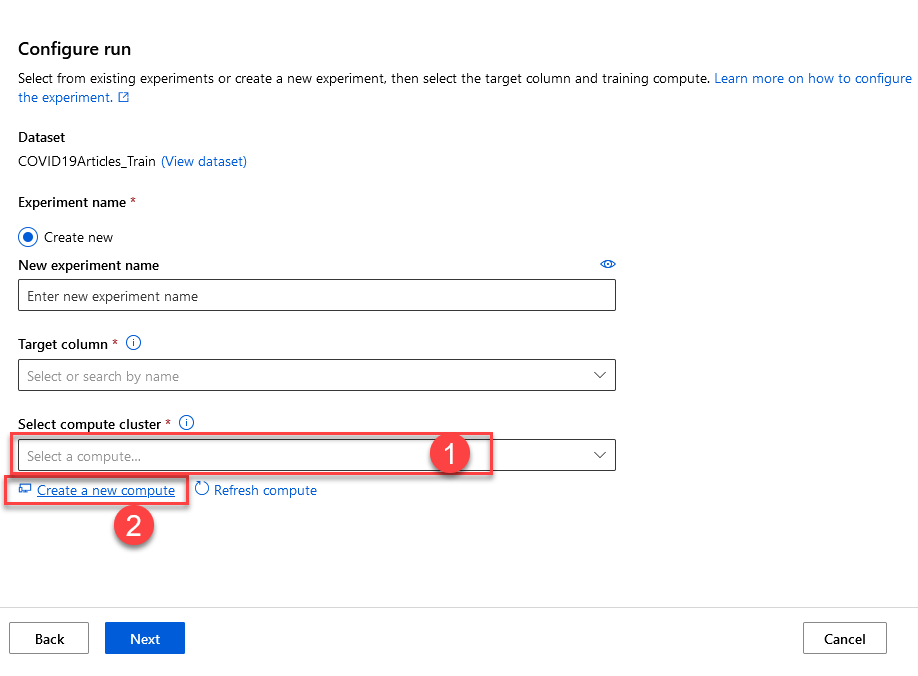 Configure run
Select from existing experiments or create a new experiment, then select the target column and training compute. Learn more on how to configure
the experiment.
Dataset
COVID19Articles_Train (View dataset)
Experiment name *
Create new
New experiment name
Enter new experiment name
Target column *
Select or search by name
Select compute cluster *
Select a compute... 1
Create a new compute Refresh compute
2
Back Next Cancel